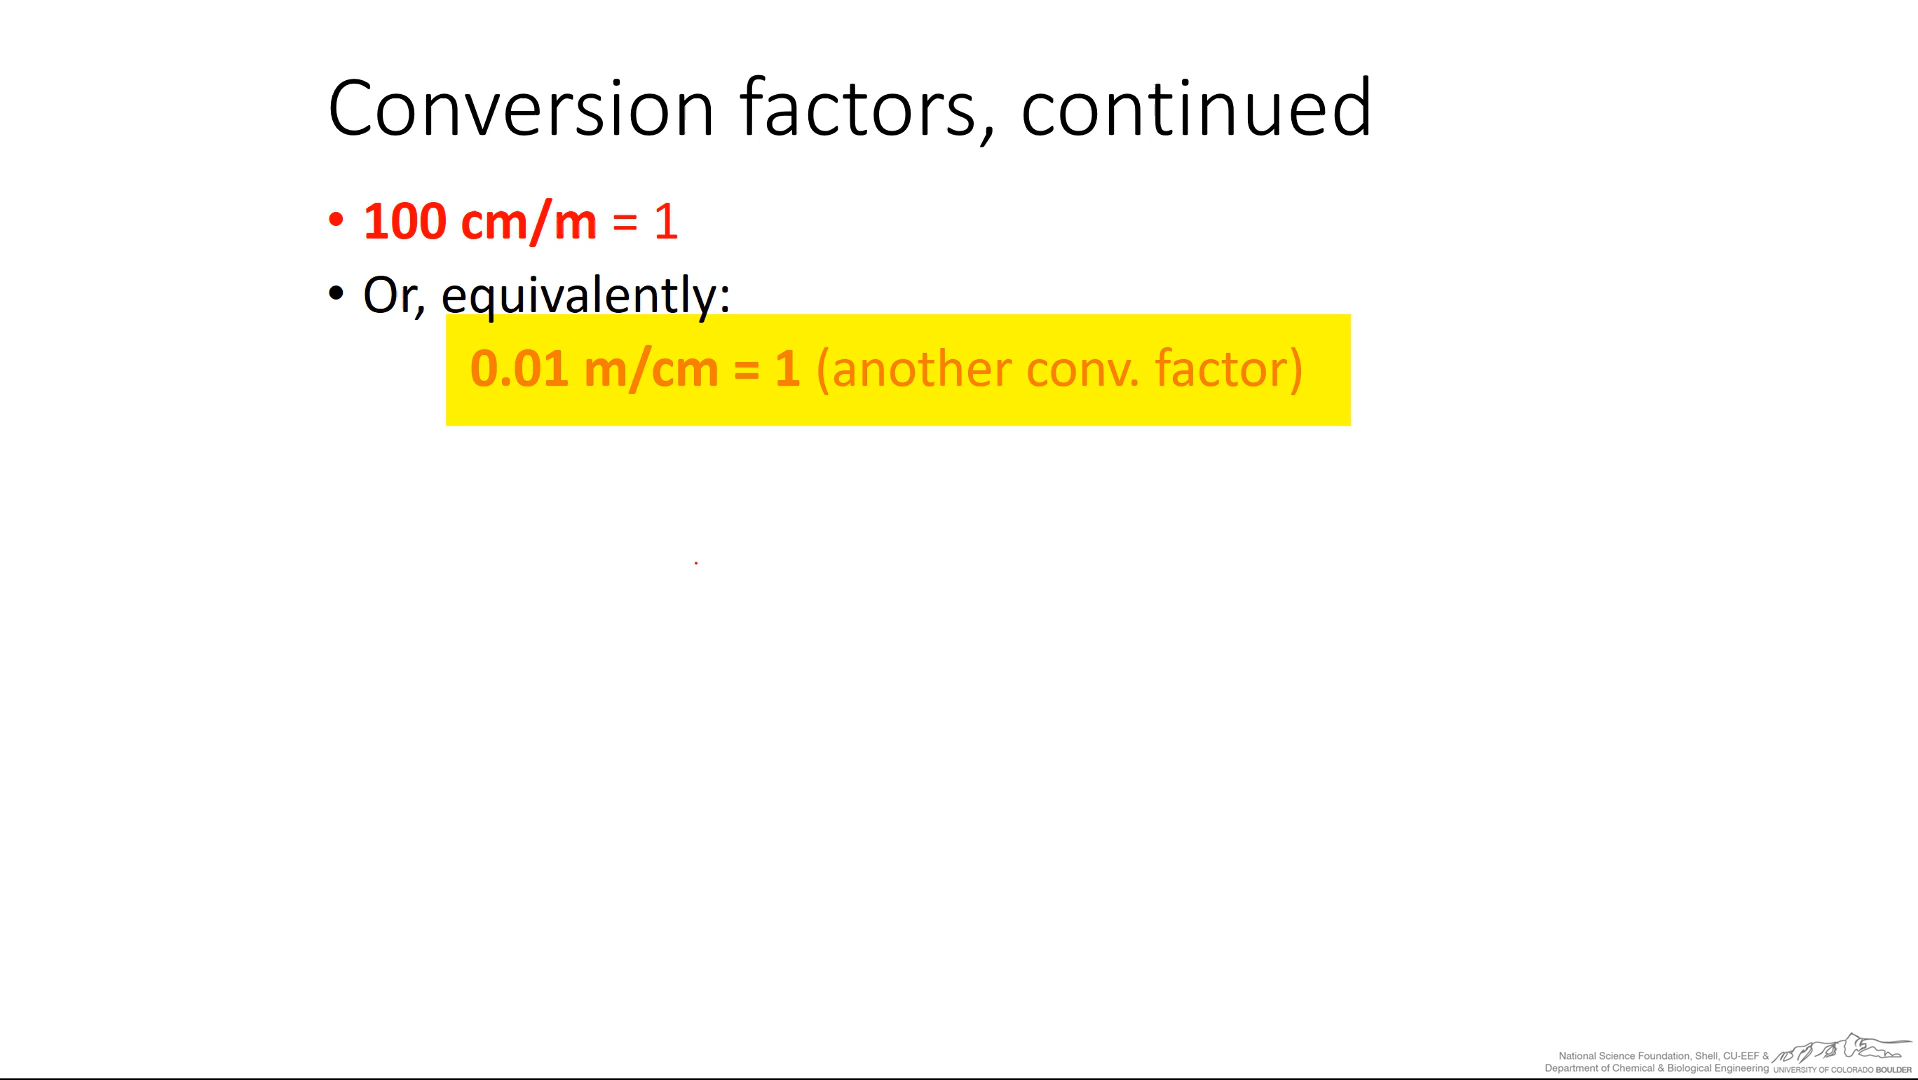 Conversion factors, continued
• 100 cm/m = 1
• Or, equivalently:
0.01 m/cm = 1 (another conv. factor)
National Science Foundation, Shell, CU-EEF &
Department of Chemical & Biological Engineering UNIVERSITY OF COLORADO BOULDER